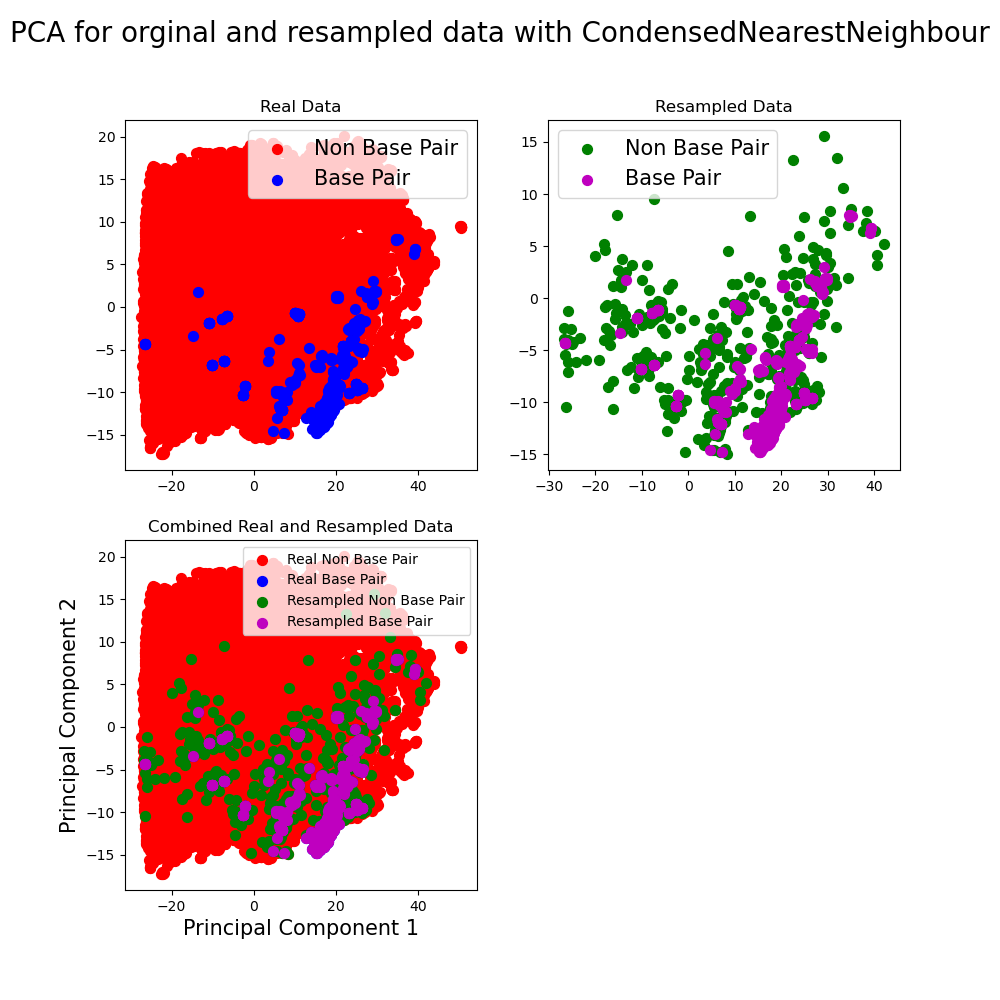 PCA for orginal and resampled data with CondensedNearestNeighbour
Real Data
Non Base Pair
Base Pair
20
15
10
5
0
−5
−10
−15
−20
0
20
40
Resampled Data
Non Base Pair
Base Pair
15
10
5
0
−5
−10
−15
−30
−20
−10
0
10
20
30
40
Combined Real and Resampled Data
Real Non Base Pair
Real Base Pair
Resampled Non Base Pair
Resampled Base Pair
Principal Component 2
20
15
10
5
0
−5
−10
−15
−20
0
20
40
Principal Component 1